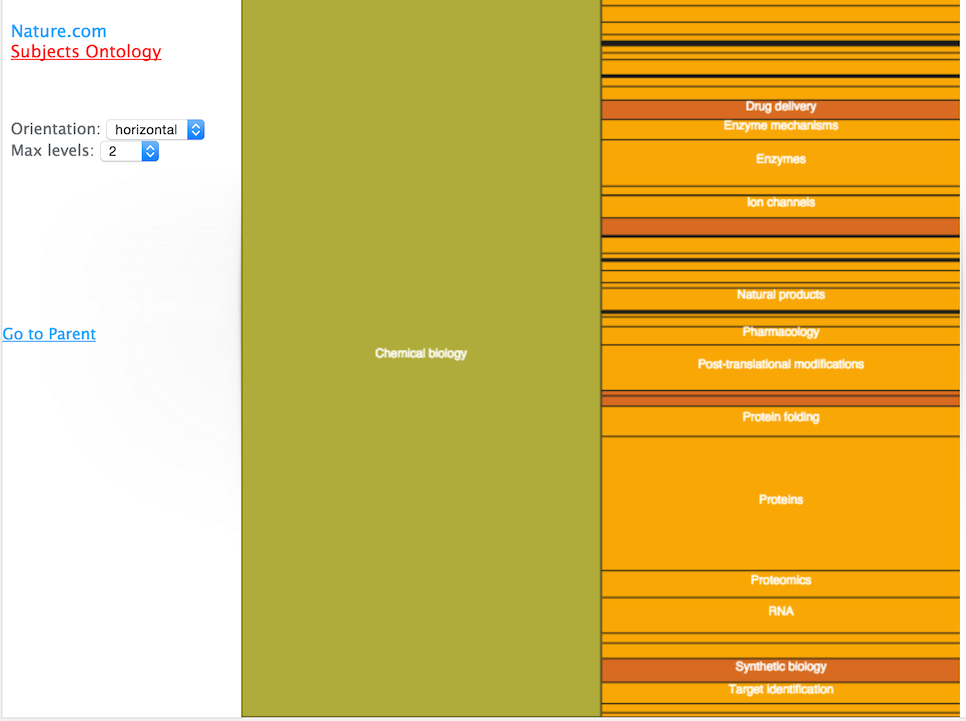 Nature.com
Subjects Ontology
Orientation: horizontal
Max levels: 2
Go to Parent
Chemical biology
Drug delivery
Enzyme mechanisms
Enzymes
Ion channels
Natural products
Pharmacology
Post-translational modifications
Protein folding
Proteins
Proteomics
RNA
Synthetic biology
Target identification